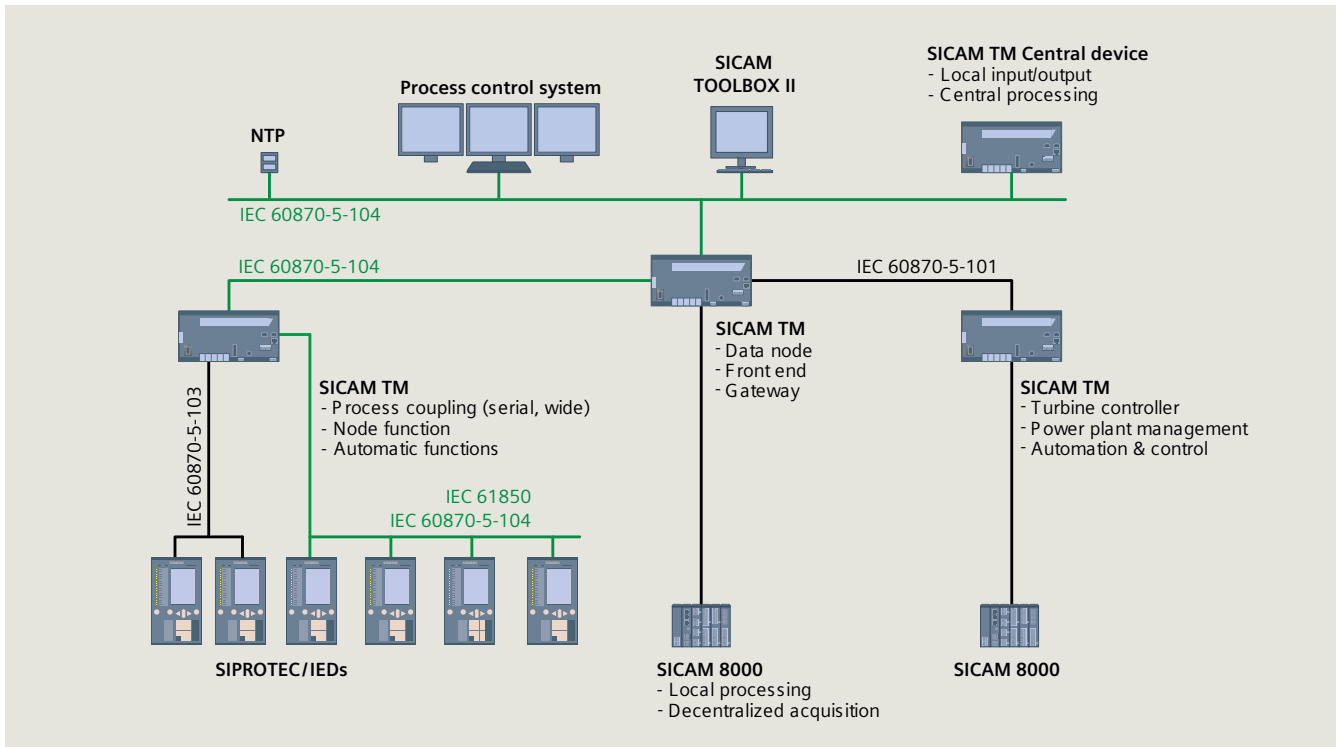 SICAM TM Central device
- Local input/output
- Central processing
SICAM
TOOLBOX II
Process control system
NTP
IEC 60870-5-104
IEC 60870-5-104
IEC 60870-5-101
SICAM TM
- Data node
- Front end
- Gateway
SICAM TM
- Process coupling (serial, wide)
- Node function
- Automatic functions
SICAM TM
- Turbine controller
- Power plant management
- Automation & control
IEC 60870-5-103
IEC 61850
IEC 60870-5-104
SIPROTEC/IEDs
SICAM 8000
- Local processing
- Decentralized acquisition
SICAM 8000